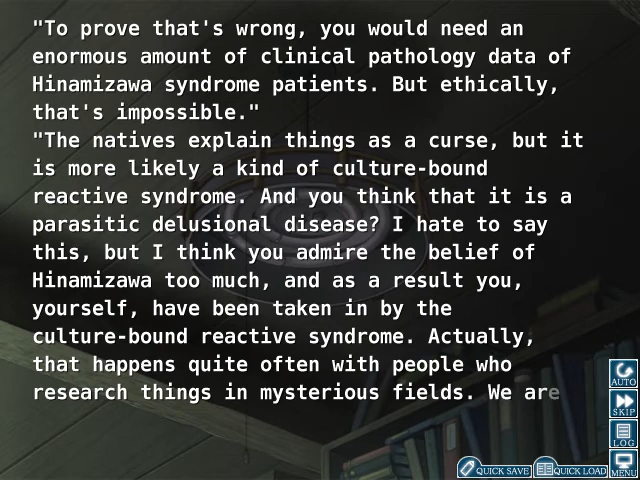 "To prove that's wrong, you would need an
enormous amount of clinical pathology data of
Hinamizawa syndrome patients. But ethically,
that's impossible."
"The natives explain things as a curse, but it
is more likely a kind of culture-bound
reactive syndrome. And you think that it is a
parasitic delusional disease? I hate to say
this, but I think you admire the belief of
Hinamizawa too much, and as a result you,
yourself, have been taken in by the
culture-bound reactive syndrome. Actually,
that happens quite often with people who
research things in mysterious fields. We are
AUTO
SKIP
LOG
MENU
QUICK SAVE
QUICK LOAD